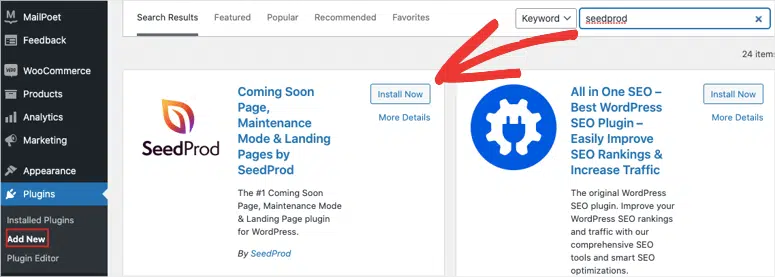 MailPoet
Feedback
WooCommerce
Products
Analytics
Marketing
Appearance
Plugins
Installed Plugins
Add New
Plugin Editor
Search Results Featured Popular Recommended Favorites Keyword seedprod
24 item
SeedProd
Coming Soon
Page,
Maintenance
Mode & Landing
Pages by
SeedProd
Install Now
More Details
The #1 Coming Soon
Page, Maintenance Mode
& Landing Page plugin
for WordPress.
By SeedProd
All in One SEO –
Best WordPress
SEO Plugin –
Easily Improve
SEO Rankings &
Increase Traffic
Install Now
More Details
The original WordPress
SEO plugin. Improve your
WordPress SEO rankings
and traffic with our
comprehensive SEO
tools and smart SEO
optimizations.